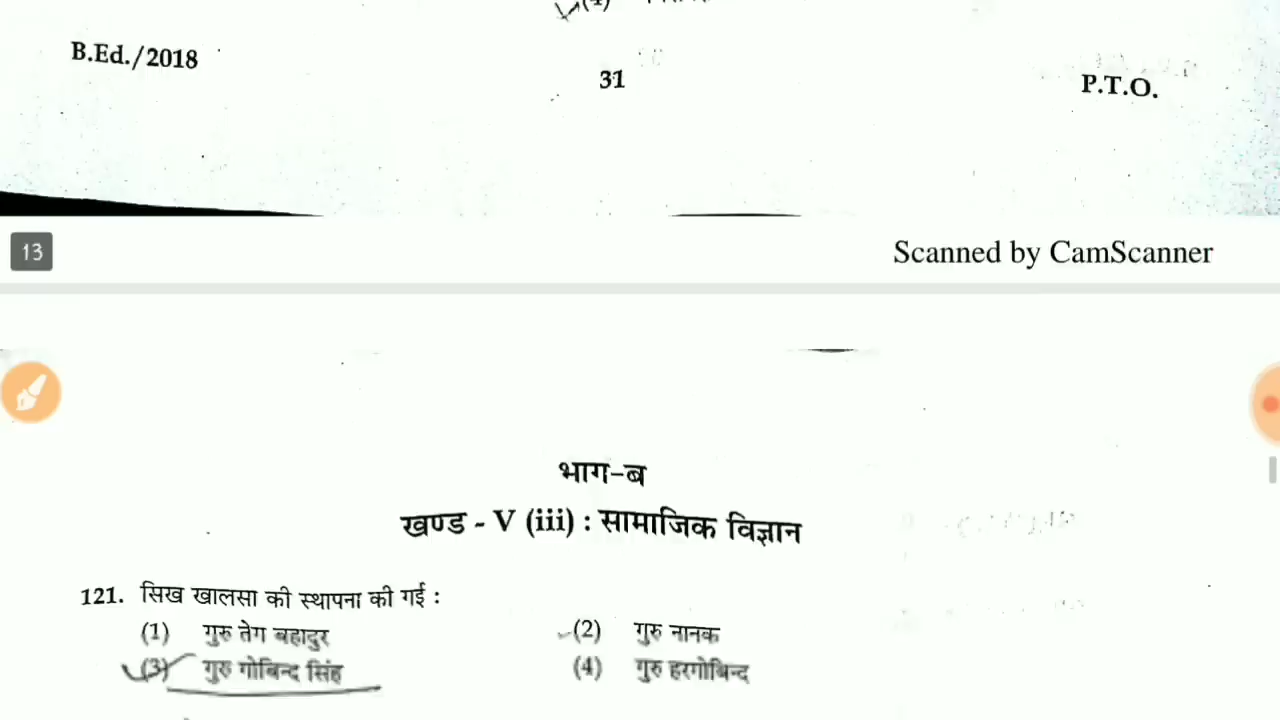 B.Ed./2018
31
P.T.O.
13
Scanned by CamScanner
भाग-ब
खण्ड - V (iii) : सामाजिक विज्ञान
121. सिख खालसा की स्थापना की गई :
(1) गुरु तेग बहादुर (2) गुरु नानक
(3) गुरु गोबिन्द सिंह (4) गुरु हरगोबिन्द